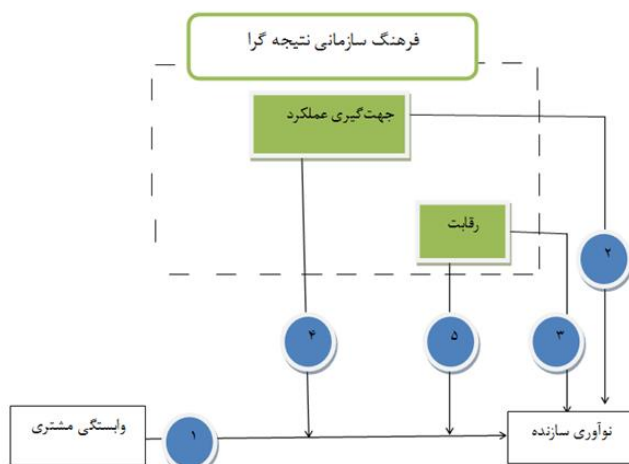 فرهنگ سازمانی نتیجه گرا
جهت‌گیری عملکرد
رقابت
۲
۴
۵
۳
وابستگی مشتری
۱
نوآوری سازنده